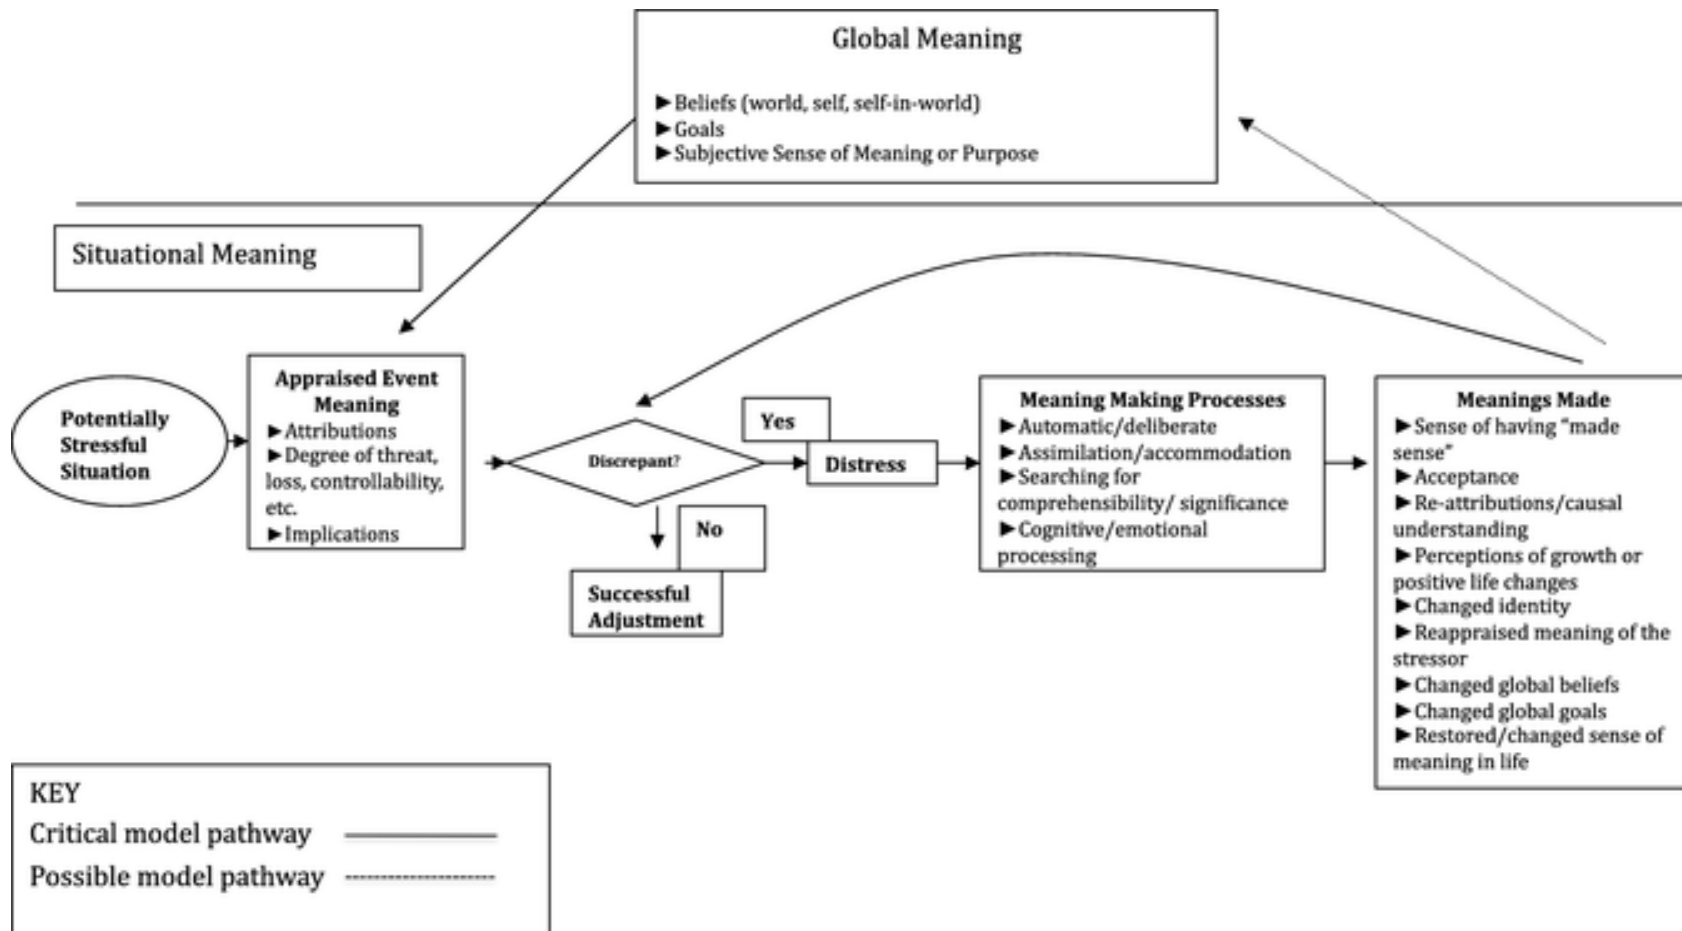 Global Meaning
►Beliefs (world, self, self-in-world)
►Goals
►Subjective Sense of Meaning or Purpose
Situational Meaning
Potentially
Stressful
Situation
Appraised Event
Meaning
►Attributions
►Degree of threat,
loss, controllability,
etc.
►Implications
Discrepant?
Yes
Distress
No
Successful
Adjustment
Meaning Making Processes
►Automatic/deliberate
►Assimilation/accommodation
►Searching for
comprehensibility/ significance
►Cognitive/emotional
processing
Meanings Made
►Sense of having “made
sense”
►Acceptance
►Re-attributions/causal
understanding
►Perceptions of growth or
positive life changes
►Changed identity
►Reappraised meaning of the
stressor
►Changed global beliefs
►Changed global goals
►Restored/changed sense of
meaning in life
KEY
Critical model pathway
Possible model pathway